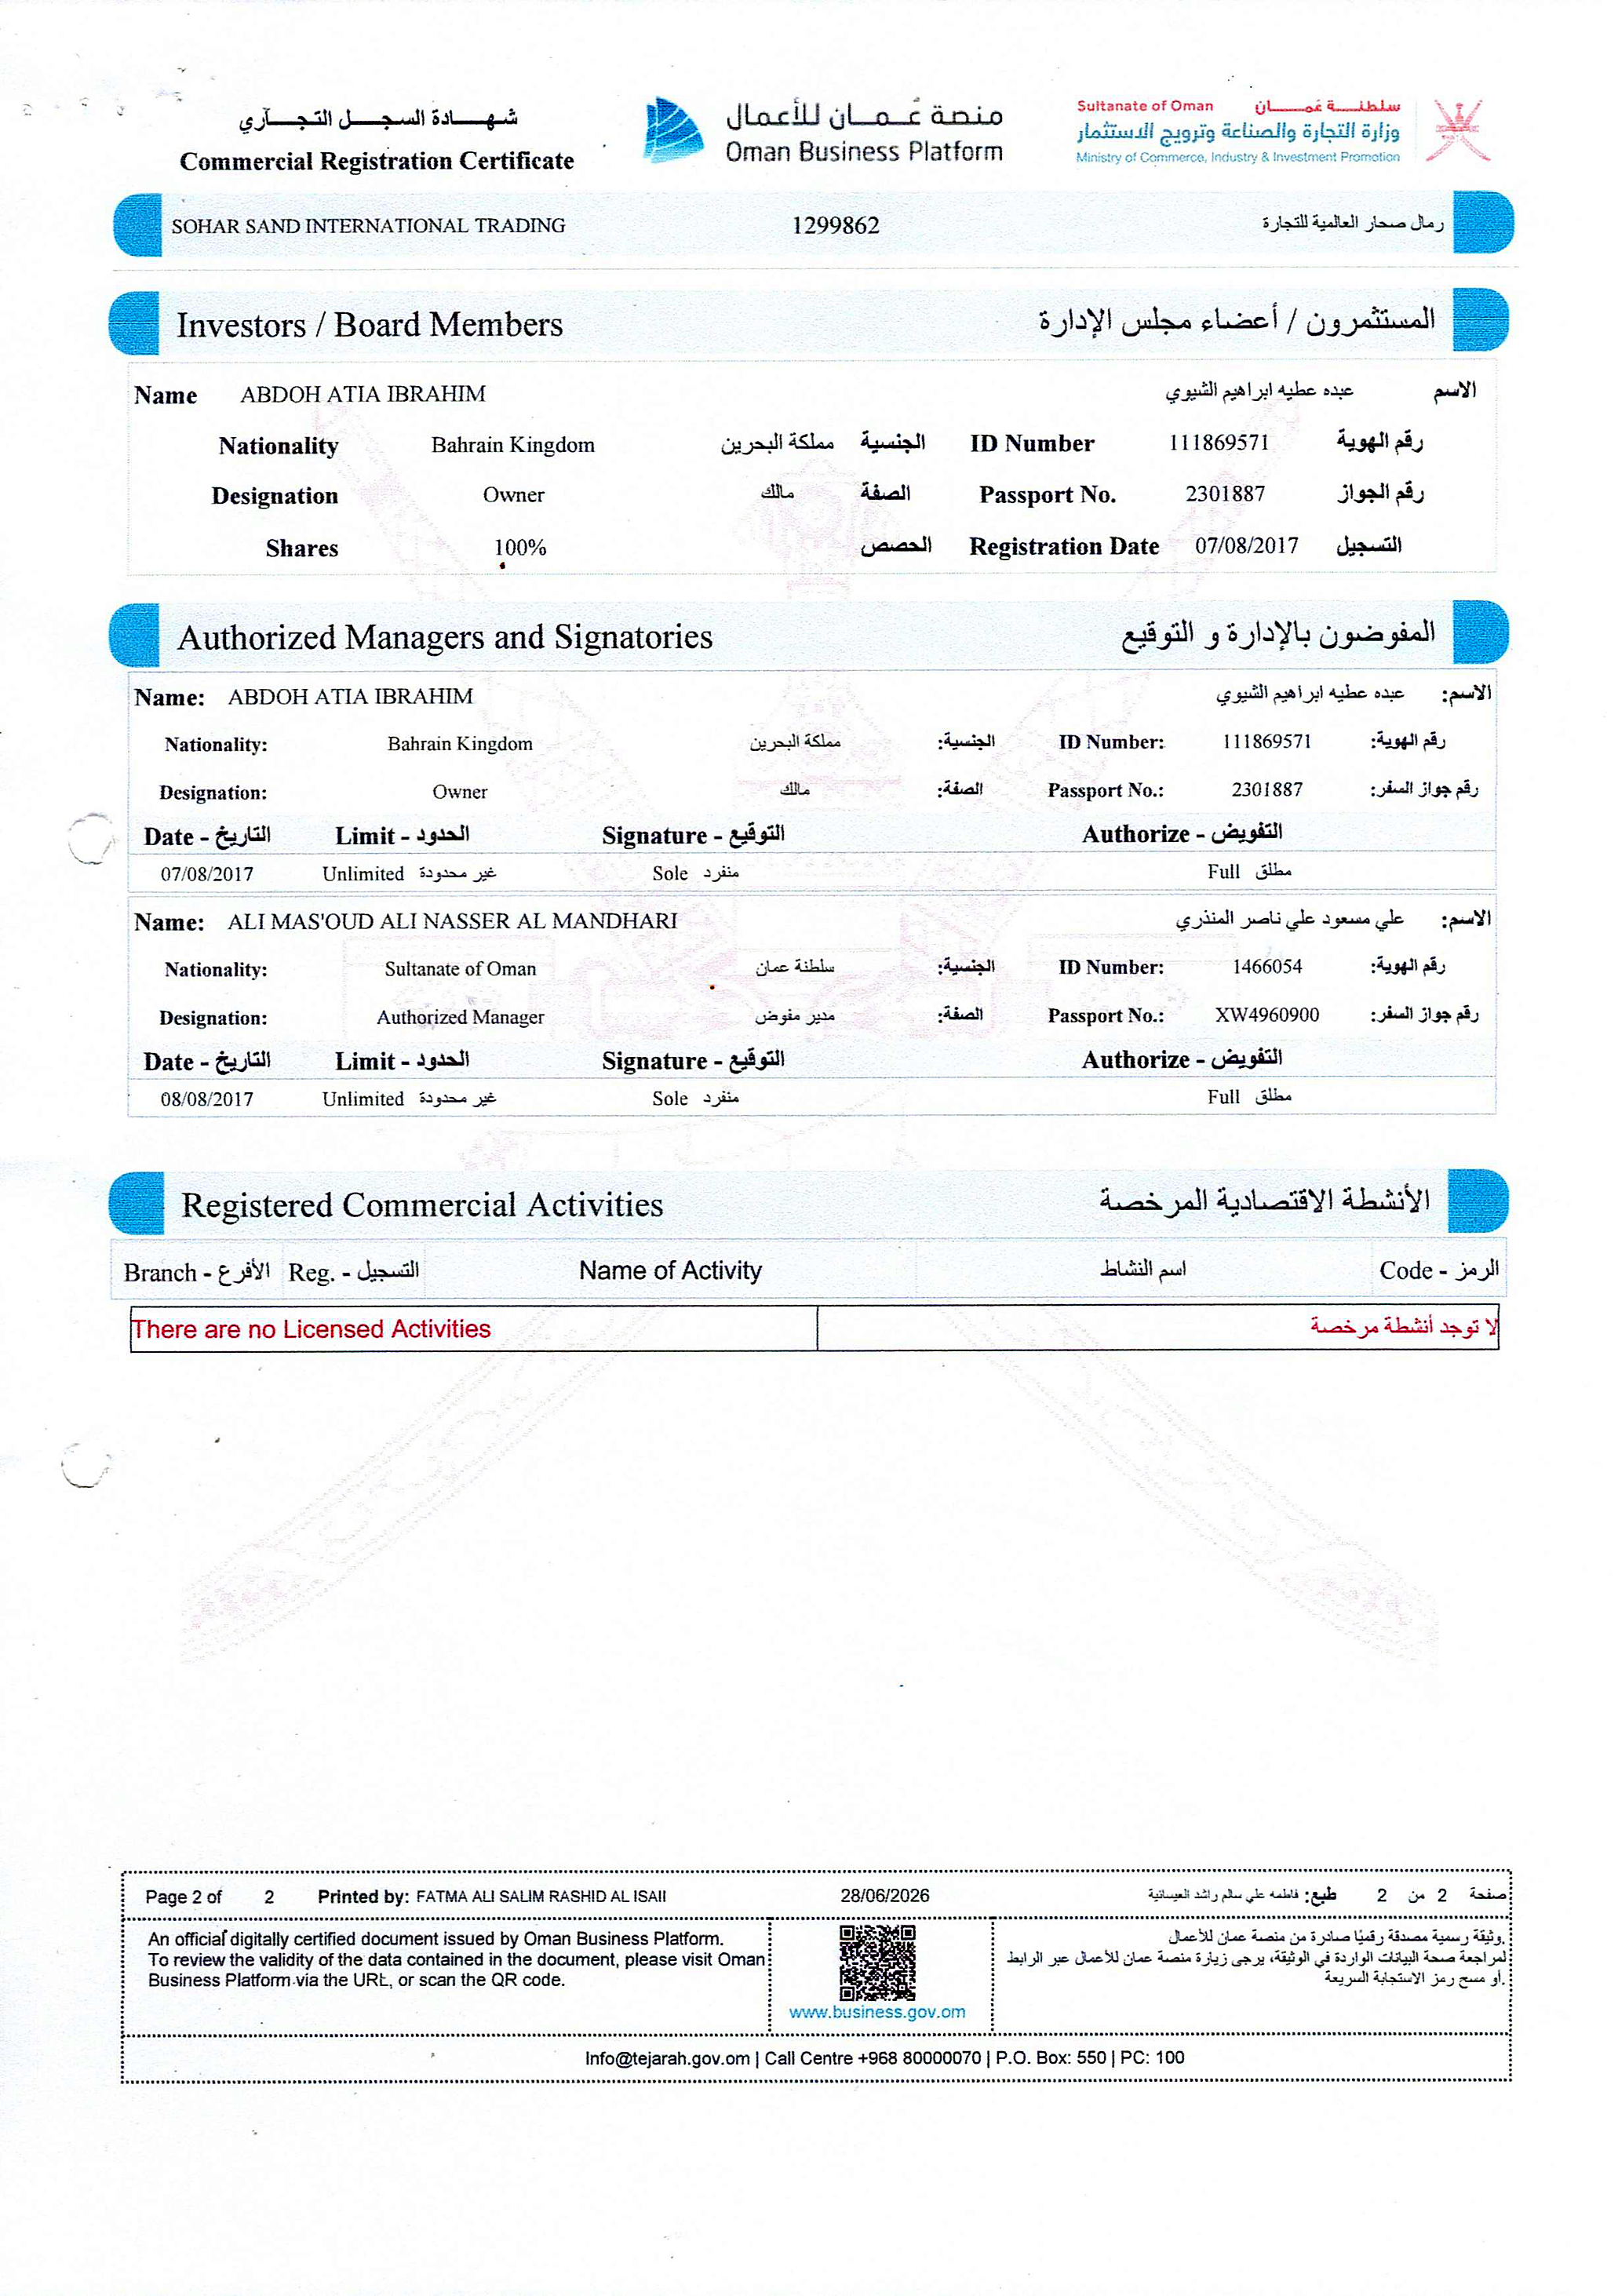 شهادة السجل التجاري
Commercial Registration Certificate
منصة عُمان للأعمال
Oman Business Platform
Sultanate of Oman سلطنة عُمان
وزارة التجارة والصناعة وترويج الاستثمار
Ministry of Commerce, Industry & Investment Promotion
SOHAR SAND INTERNATIONAL TRADING 1299862 رمال صحار العالمية للتجارة
Investors / Board Members المستثمرون / أعضاء مجلس الإدارة
Name ABDOH ATIA IBRAHIM عبده عطيه ابراهيم الشيوي الاسم
Nationality Bahrain Kingdom مملكة البحرين الجنسية ID Number 111869571 رقم الهوية
Designation Owner مالك الصفة Passport No. 2301887 رقم الجواز
Shares 100% الحصص Registration Date 07/08/2017 التسجيل
Authorized Managers and Signatories المفوضون بالإدارة و التوقيع
Name: ABDOH ATIA IBRAHIM عبده عطيه ابراهيم الشيوي الاسم:
Nationality: Bahrain Kingdom مملكة البحرين الجنسية: ID Number: 111869571 رقم الهوية:
Designation: Owner مالك الصفة: Passport No.: 2301887 رقم جواز السفر:
Date - التاريخ Limit - الحدود Signature - التوقيع Authorize - التفويض
07/08/2017 Unlimited غير محدودة Sole منفرد Full مطلق
Name: ALI MAS'OUD ALI NASSER AL MANDHARI علي مسعود علي ناصر المنذري الاسم:
Nationality: Sultanate of Oman سلطنة عمان الجنسية: ID Number: 1466054 رقم الهوية:
Designation: Authorized Manager مدير مفوض الصفة: Passport No.: XW4960900 رقم جواز السفر:
Date - التاريخ Limit - الحدود Signature - التوقيع Authorize - التفويض
08/08/2017 Unlimited غير محدودة Sole منفرد Full مطلق
Registered Commercial Activities الأنشطة الاقتصادية المرخصة
Branch - الأفرع Reg. - التسجيل Name of Activity اسم النشاط Code - الرمز
There are no Licensed Activities لا توجد أنشطة مرخصة
Page 2 of 2 Printed by: FATMA ALI SALIM RASHID AL ISAII 28/06/2026 طبع: فاطمه علي سالم راشد العيسائية صفحة 2 من 2
An official digitally certified document issued by Oman Business Platform.
To review the validity of the data contained in the document, please visit Oman
Business Platform via the URL, or scan the QR code.
www.business.gov.om
وثيقة رسمية مصدقة رقميًا صادرة من منصة عمان للأعمال.
لمراجعة صحة البيانات الواردة في الوثيقة، يرجى زيارة منصة عمان للأعمال عبر الرابط
أو مسح رمز الاستجابة السريعة.
Info@tejarah.gov.om | Call Centre +968 80000070 | P.O. Box: 550 | PC: 100